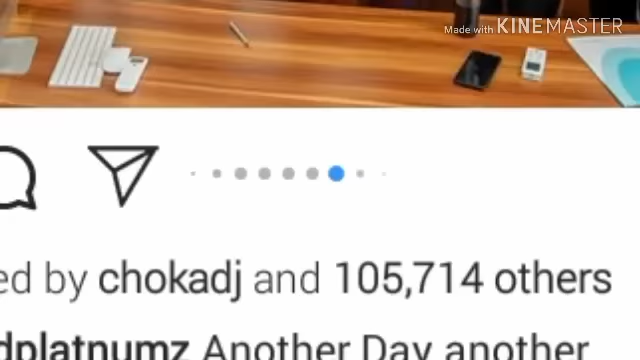 Made with KINEMASTER
ed by chokadj and 105,714 others
dplatnumz Another Day another